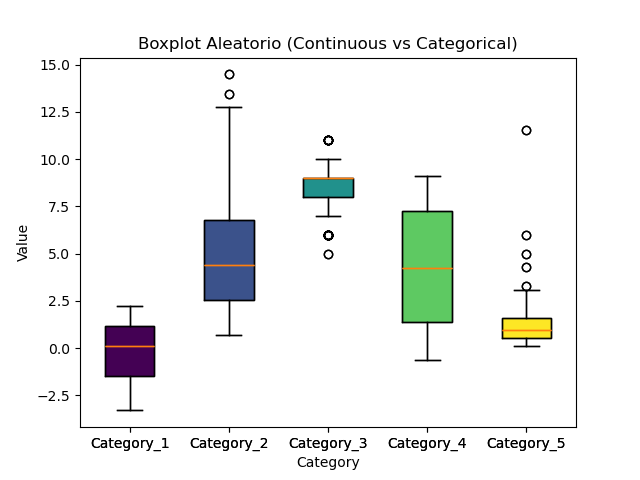 Boxplot Aleatorio (Continuous vs Categorical)
15.0
12.5
10.0
7.5
5.0
2.5
0.0
−2.5
Value
Category_1 Category_2 Category_3 Category_4 Category_5
Category